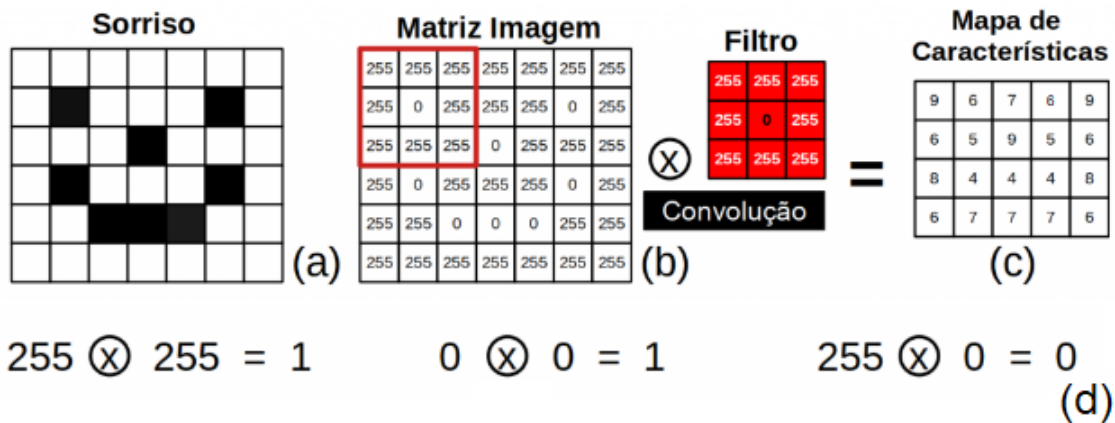 Sorriso
Matriz Imagem
Filtro
Mapa de
Características
255 255 255 255 255 255 255
255 0 255 255 255 0 255
255 255 255 0 255 255 255
255 0 255 255 255 0 255
255 255 0 0 0 255 255
255 255 255 255 255 255 255
255 255 255
255 0 255
255 255 255
Convolução
=
9 6 7 6 9
6 5 9 5 6
8 4 4 4 8
6 7 7 7 6
(a)
(b)
(c)
255 ⓧ 255 = 1
0 ⓧ 0 = 1
255 ⓧ 0 = 0
(d)